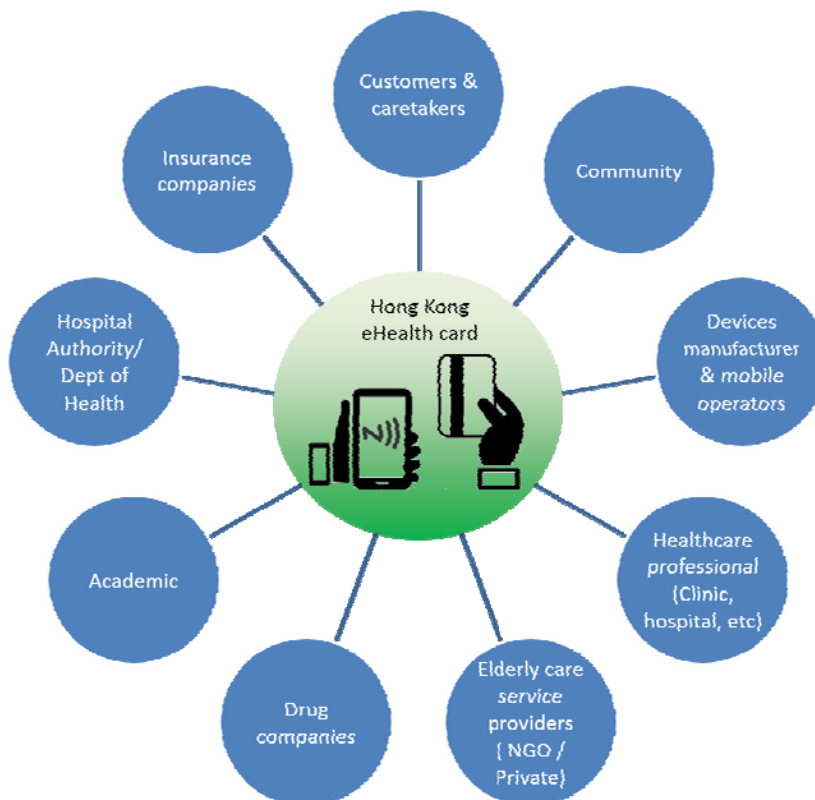 Customers &
caretakers
Community
Devices
manufacturer
& mobile
operators
Healthcare
professional
(Clinic,
hospital, etc)
Elderly care
service
providers
( NGO /
Private)
Drug
companies
Academic
Hospital
Authority/
Dept of
Health
Insurance
companies
Hong Kong
eHealth card
N